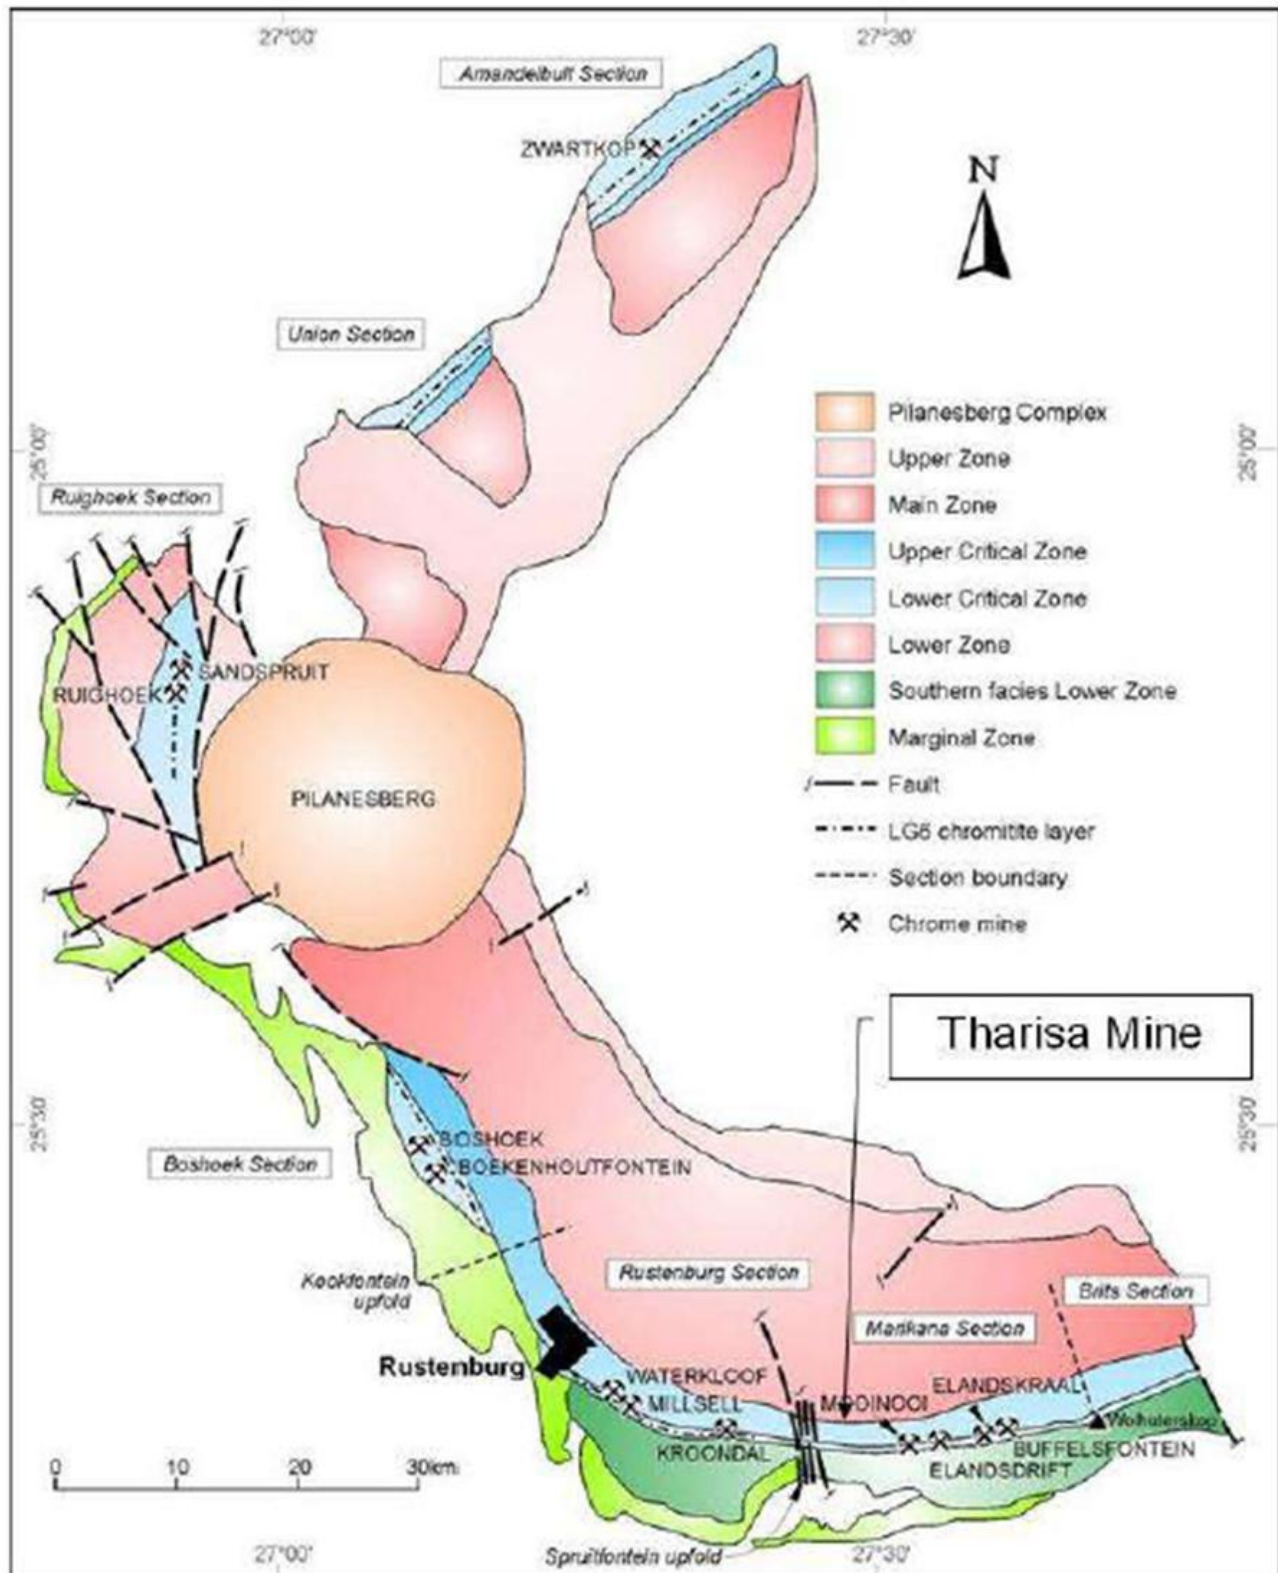 27°00'
27°30'
Amandelbult Section
ZWARTKOP
N
Union Section
25°00'
25°00'
Pilanesberg Complex
Upper Zone
Main Zone
Upper Critical Zone
Lower Critical Zone
Lower Zone
Southern facies Lower Zone
Marginal Zone
Fault
LG6 chromitite layer
Section boundary
Chrome mine
Ruighoek Section
SANDSPRUIT
RUIGHOEK
PILANESBERG
Tharisa Mine
25°30'
25°30'
BOSHOEK
BOEKENHOUTFONTEIN
Boshoek Section
Kookfontein
upfold
Rustenburg Section
Brits Section
Marikana Section
Rustenburg
WATERKLOOF
MILLSELL
MOOINOOI
ELANDSKRAAL
Wolhuterskop
KROONDAL
BUFFELSFONTEIN
ELANDSDRIFT
0 10 20 30km
Spruitfontein upfold
27°00'
27°30'